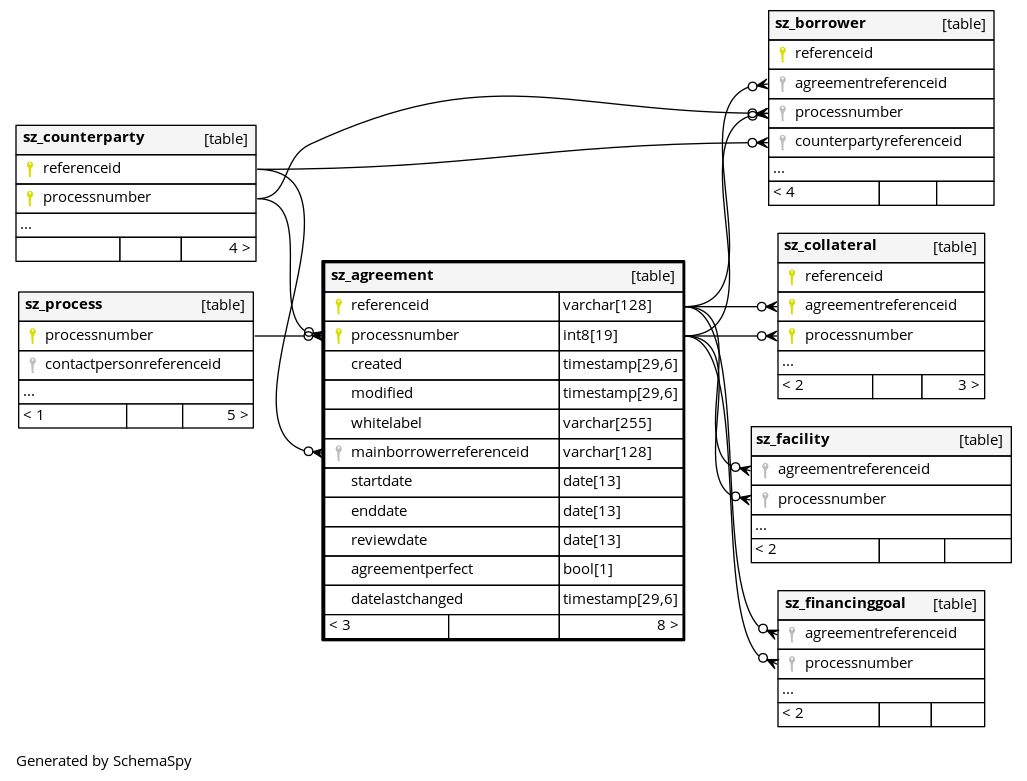 sz_borrower [table]
referenceid
agreementreferenceid
processnumber
counterpartyreferenceid
...
< 4
sz_counterparty [table]
referenceid
processnumber
...
4 >
sz_process [table]
processnumber
contactpersonreferenceid
...
< 1 5 >
sz_agreement [table]
referenceid varchar[128]
processnumber int8[19]
created timestamp[29,6]
modified timestamp[29,6]
whitelabel varchar[255]
mainborrowerreferenceid varchar[128]
startdate date[13]
enddate date[13]
reviewdate date[13]
agreementperfect bool[1]
datelastchanged timestamp[29,6]
< 3 8 >
sz_collateral [table]
referenceid
agreementreferenceid
processnumber
...
< 2 3 >
sz_facility [table]
agreementreferenceid
processnumber
...
< 2
sz_financinggoal [table]
agreementreferenceid
processnumber
...
< 2
Generated by SchemaSpy